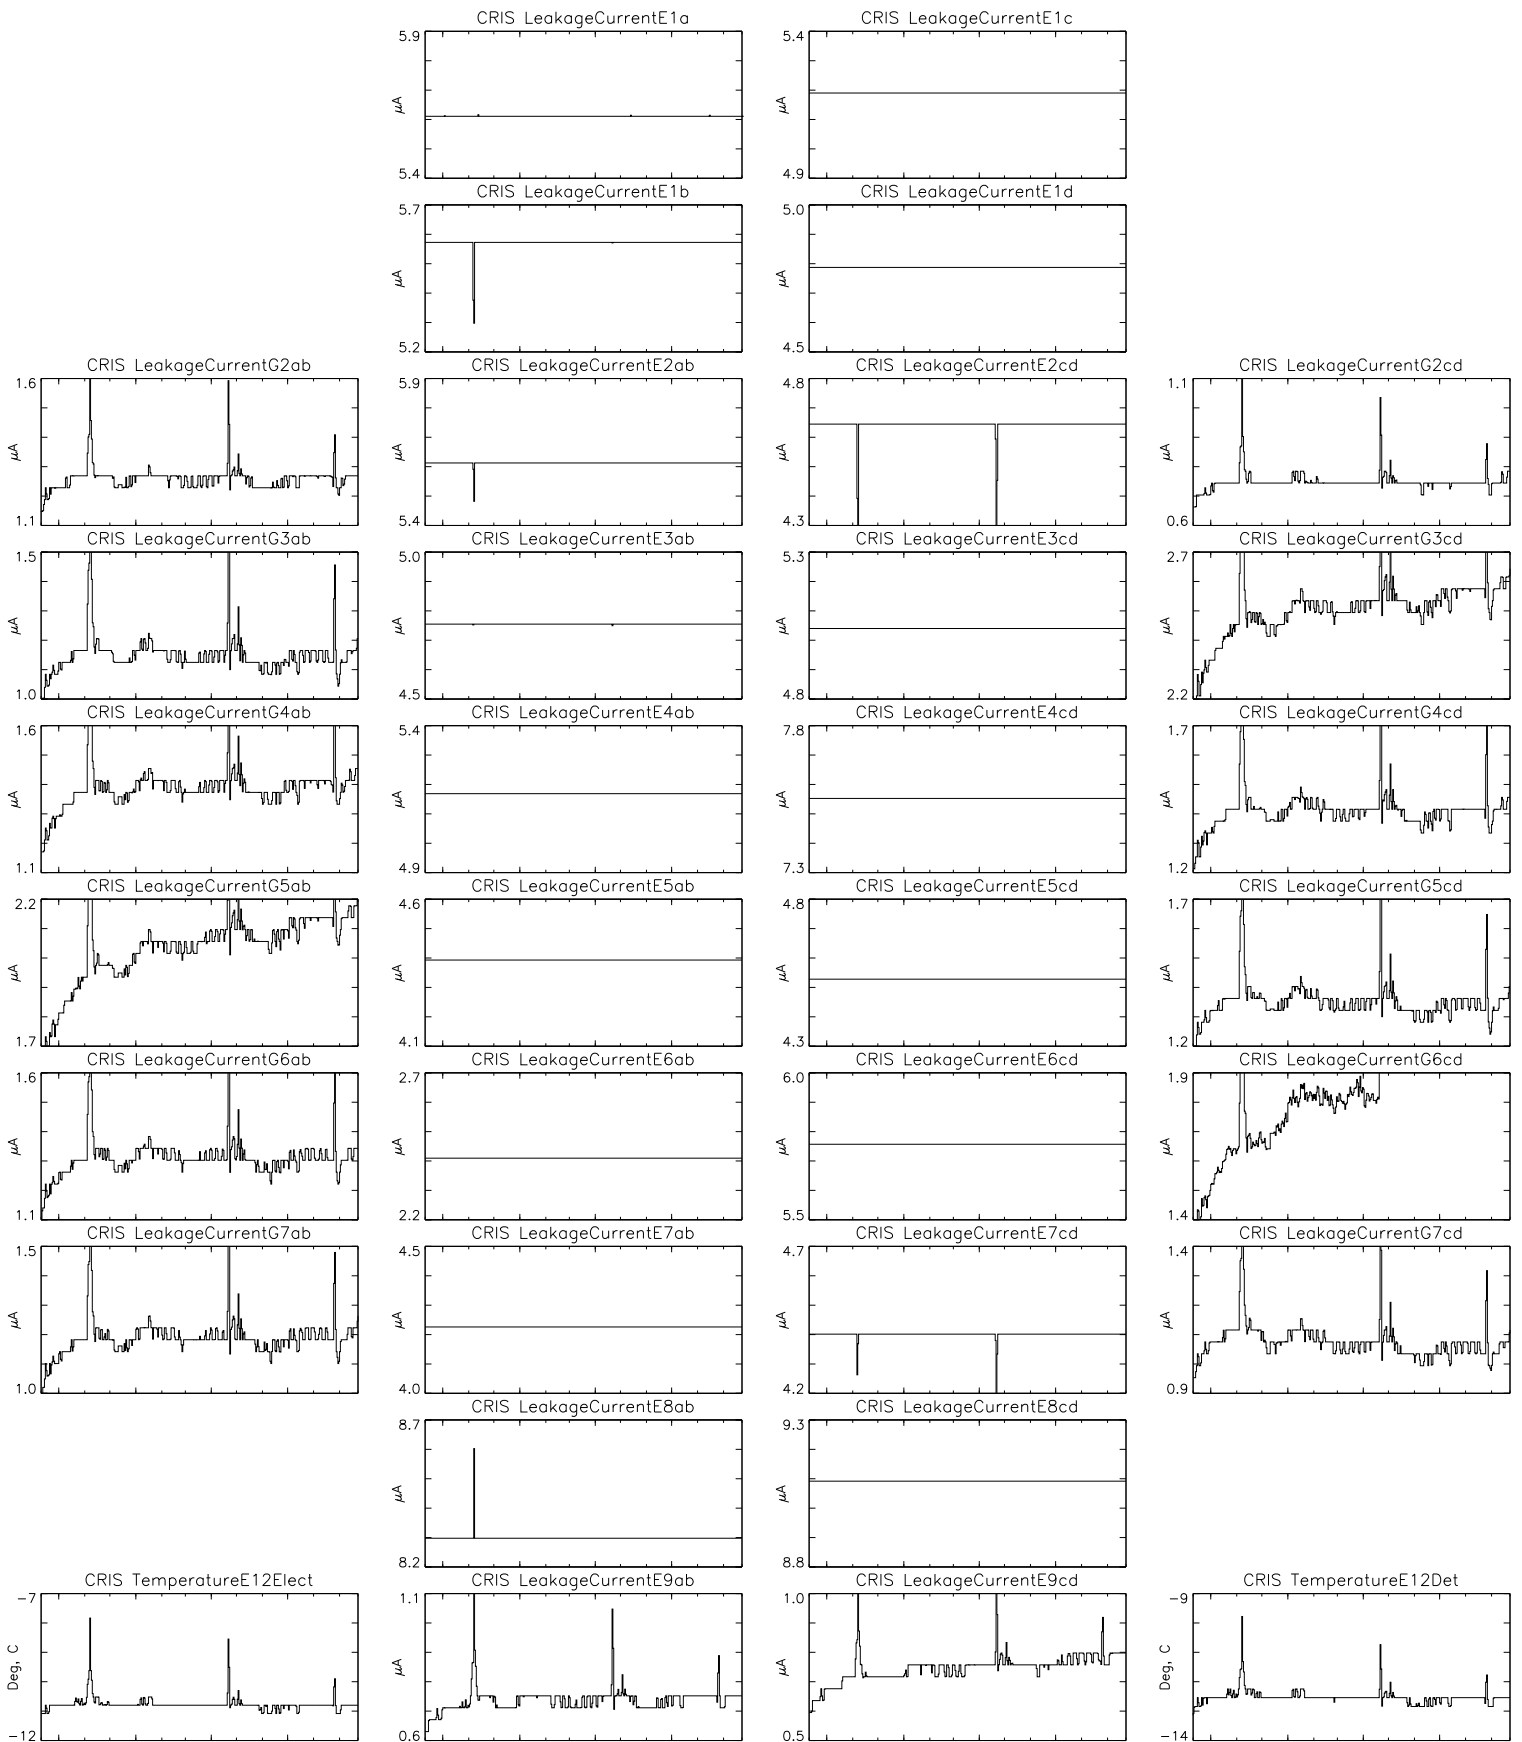 CRIS LeakageCurrentE1a CRIS LeakageCurrentE1c
5.9 5.4
μA μA
5.4 4.9
CRIS LeakageCurrentE1b CRIS LeakageCurrentE1d
5.7 5.0
μA μA
5.2 4.5
CRIS LeakageCurrentG2ab CRIS LeakageCurrentE2ab CRIS LeakageCurrentE2cd CRIS LeakageCurrentG2cd
1.6 5.9 4.8 1.1
μA μA μA μA
1.1 5.4 4.3 0.6
CRIS LeakageCurrentG3ab CRIS LeakageCurrentE3ab CRIS LeakageCurrentE3cd CRIS LeakageCurrentG3cd
1.5 5.0 5.3 2.7
μA μA μA μA
1.0 4.5 4.8 2.2
CRIS LeakageCurrentG4ab CRIS LeakageCurrentE4ab CRIS LeakageCurrentE4cd CRIS LeakageCurrentG4cd
1.6 5.4 7.8 1.7
μA μA μA μA
1.1 4.9 7.3 1.2
CRIS LeakageCurrentG5ab CRIS LeakageCurrentE5ab CRIS LeakageCurrentE5cd CRIS LeakageCurrentG5cd
2.2 4.6 4.8 1.7
μA μA μA μA
1.7 4.1 4.3 1.2
CRIS LeakageCurrentG6ab CRIS LeakageCurrentE6ab CRIS LeakageCurrentE6cd CRIS LeakageCurrentG6cd
1.6 2.7 6.0 1.9
μA μA μA μA
1.1 2.2 5.5 1.4
CRIS LeakageCurrentG7ab CRIS LeakageCurrentE7ab CRIS LeakageCurrentE7cd CRIS LeakageCurrentG7cd
1.5 4.5 4.7 1.4
μA μA μA μA
1.0 4.0 4.2 0.9
CRIS LeakageCurrentE8ab CRIS LeakageCurrentE8cd
8.7 9.3
μA μA
8.2 8.8
CRIS TemperatureE12Elect CRIS LeakageCurrentE9ab CRIS LeakageCurrentE9cd CRIS TemperatureE12Det
-7 1.1 1.0 -9
Deg, C μA μA Deg, C
-12 0.6 0.5 -14